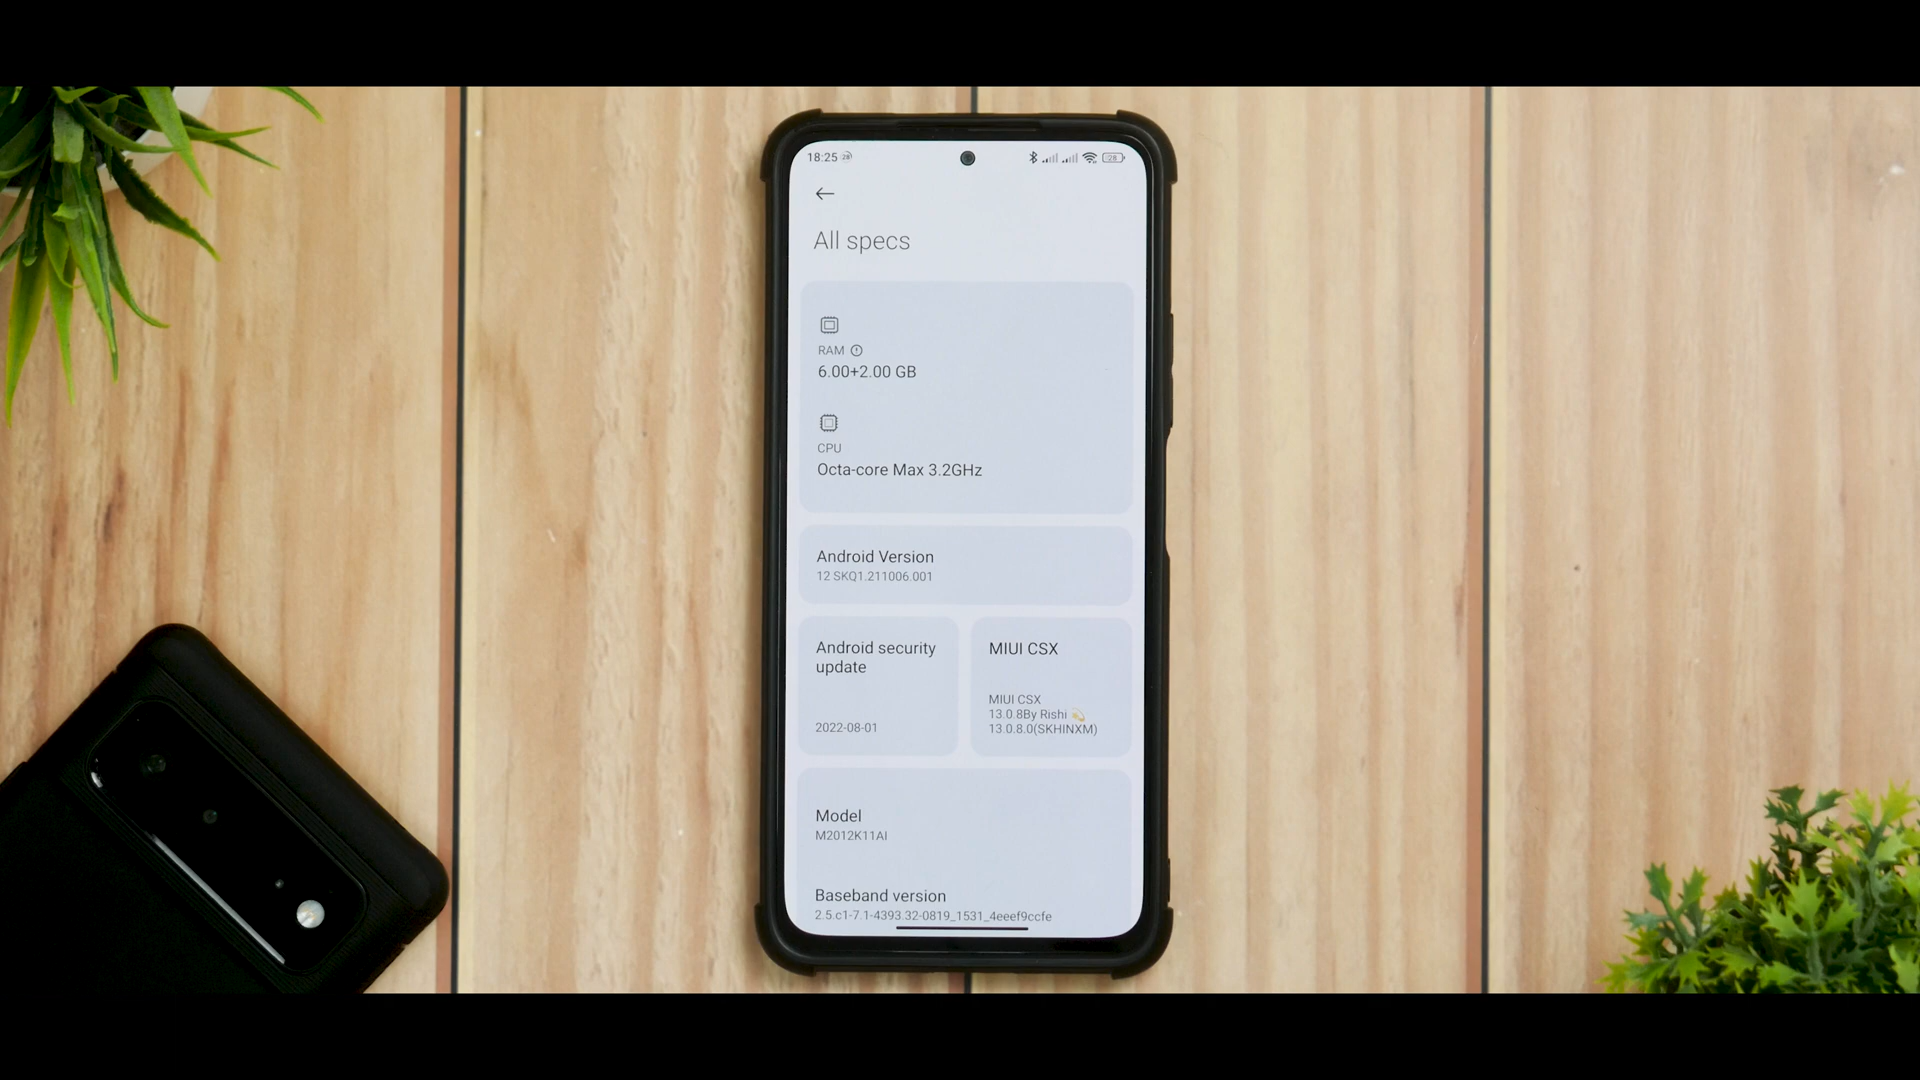 18:25 28
28
All specs
RAM
6.00+2.00 GB
CPU
Octa-core Max 3.2GHz
Android Version
12 SKQ1.211006.001
Android security
update
2022-08-01
MIUI CSX
MIUI CSX
13.0.8By Rishi 💫
13.0.8.0(SKHINXM)
Model
M2012K11AI
Baseband version
2.5.c1-7.1-4393.32-0819_1531_4eeef9ccfe